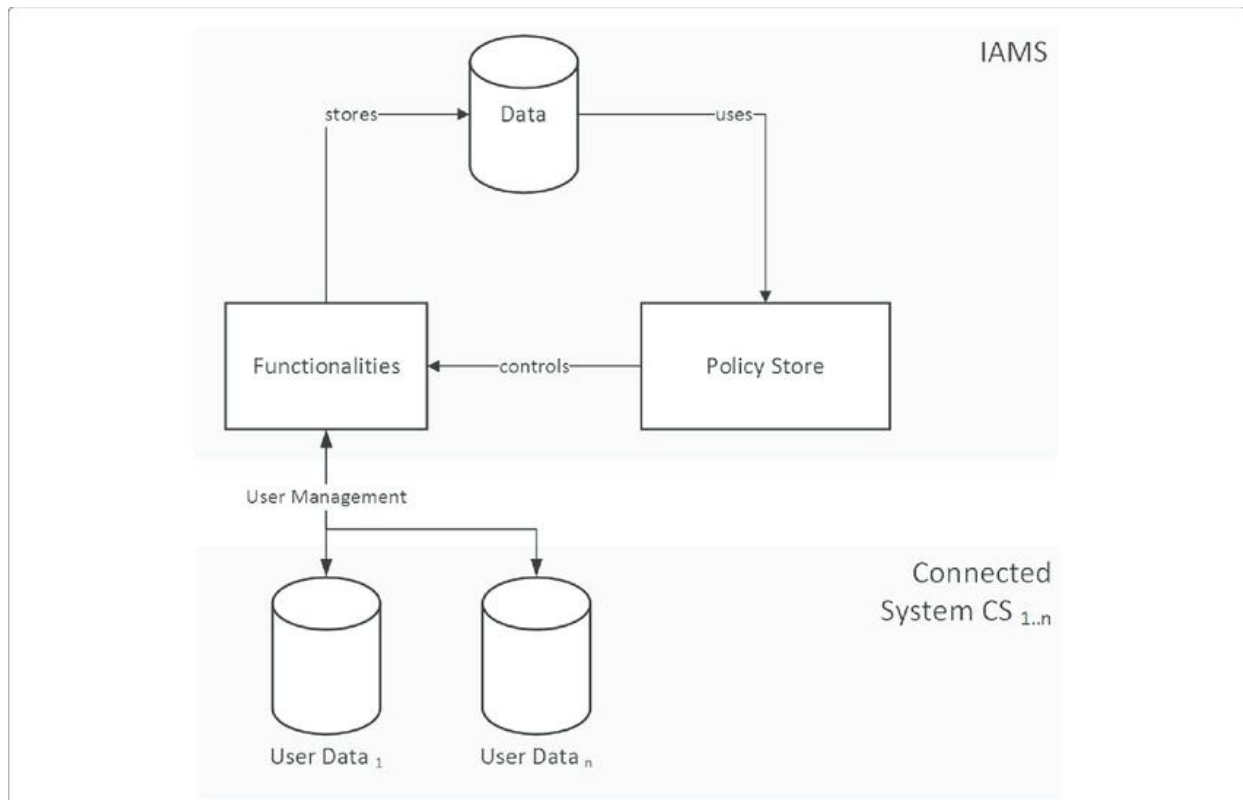 IAMS
stores
Data
uses
Functionalities
controls
Policy Store
User Management
Connected
System CS 1..n
User Data 1
User Data n